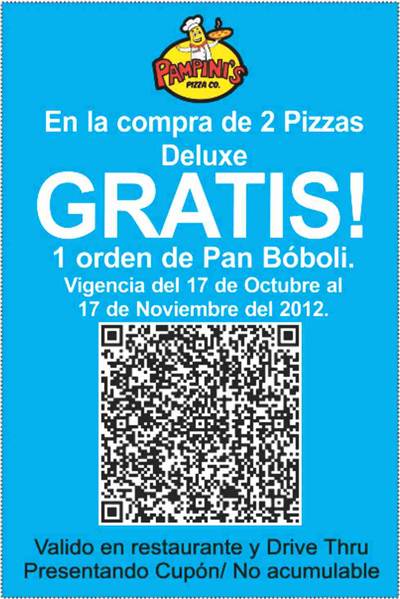 PAMPINI'S
PIZZA CO.
En la compra de 2 Pizzas
Deluxe
GRATIS!
1 orden de Pan Bóboli.
Vigencia del 17 de Octubre al
17 de Noviembre del 2012.
Valido en restaurante y Drive Thru
Presentando Cupón/ No acumulable